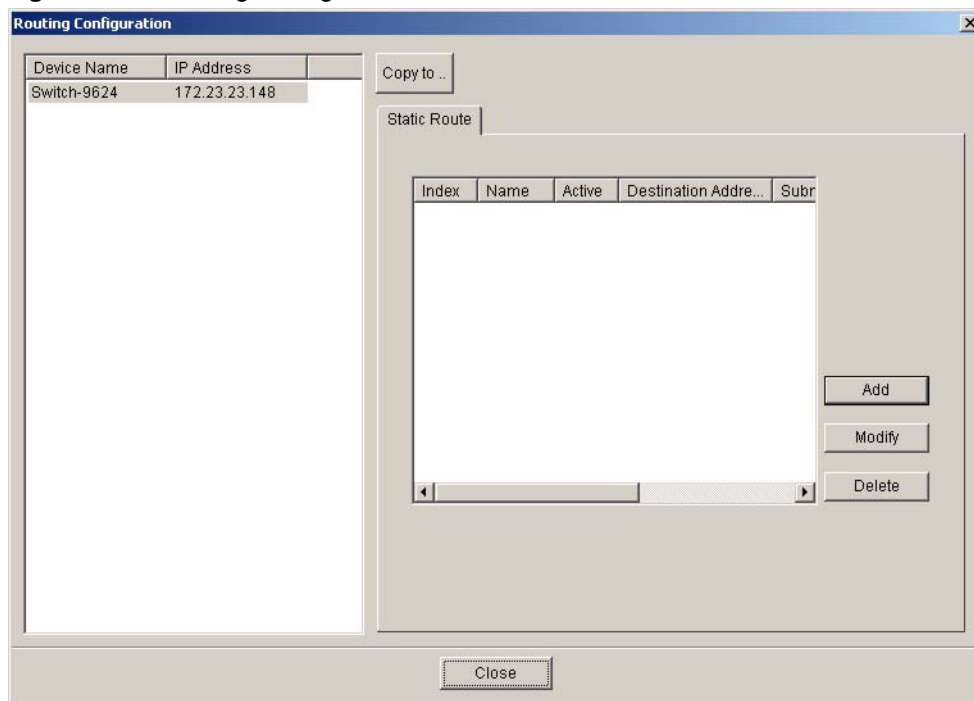 Routing Configuration
Device Name IP Address
Switch-9624 172.23.23.148
Copy to ..
Static Route
Index Name Active Destination Addre... Subr
Add
Modify
Delete
Close